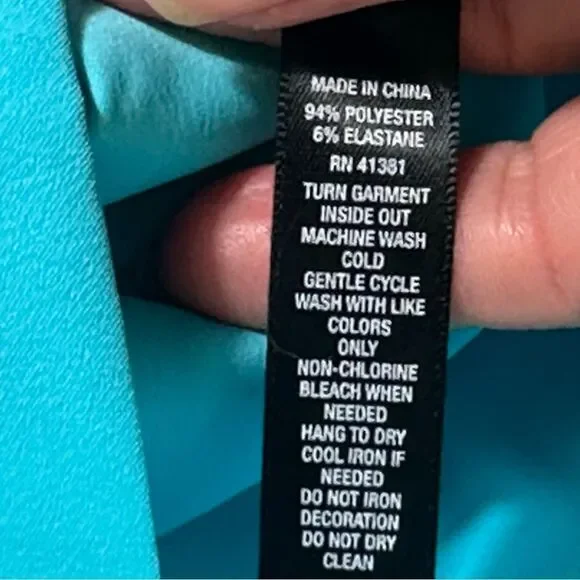 MADE IN CHINA
94% POLYESTER
6% ELASTANE
RN 41381
TURN GARMENT
INSIDE OUT
MACHINE WASH
COLD
GENTLE CYCLE
WASH WITH LIKE
COLORS
ONLY
NON-CHLORINE
BLEACH WHEN
NEEDED
HANG TO DRY
COOL IRON IF
NEEDED
DO NOT IRON
DECORATION
DO NOT DRY
CLEAN